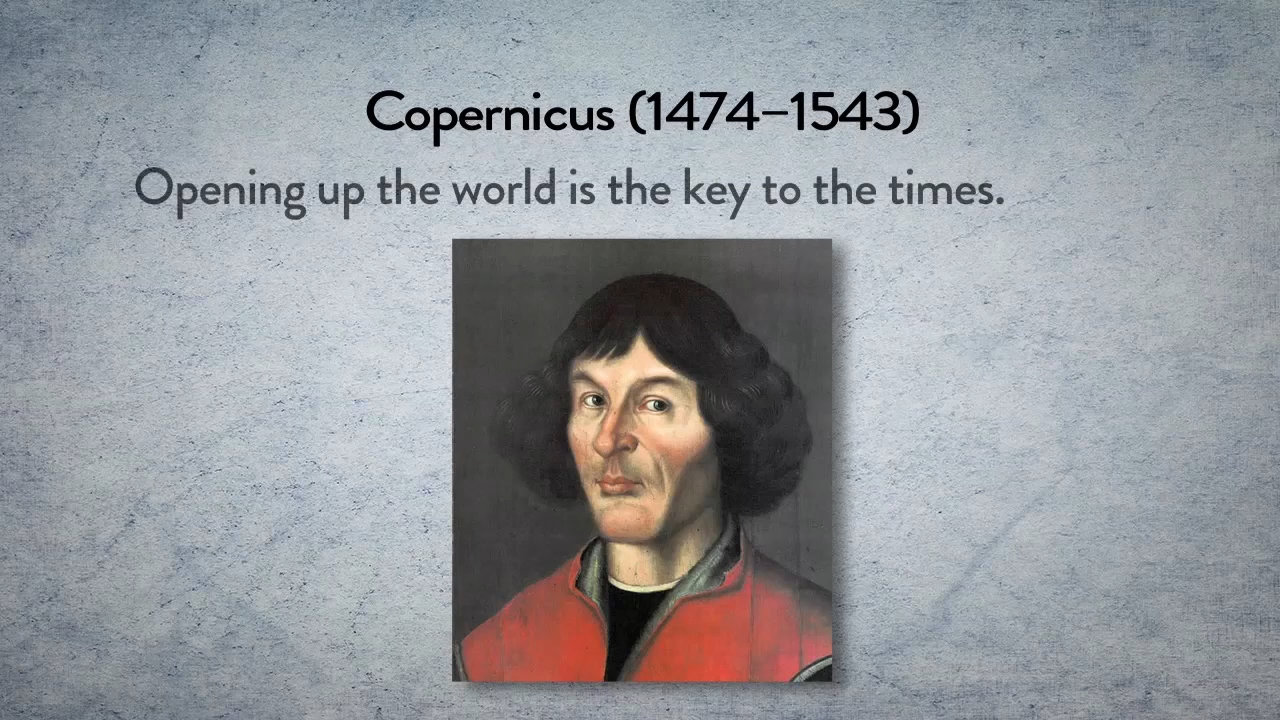 Copernicus (1474–1543)
Opening up the world is the key to the times.